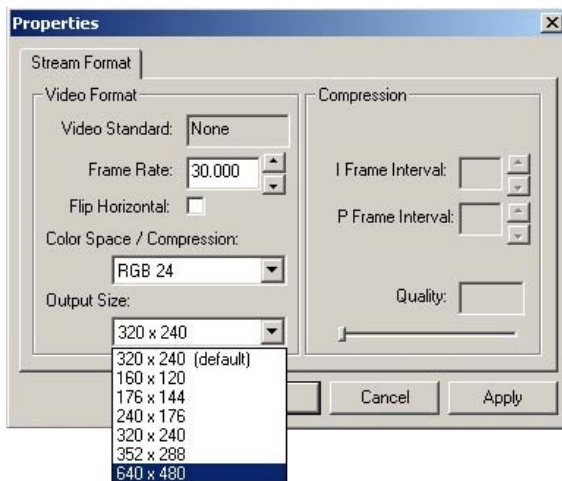 Properties
Stream Format
Video Format
Video Standard: None
Frame Rate: 30.000
Flip Horizontal:
Color Space / Compression:
RGB 24
Output Size:
320 x 240
320 x 240 (default)
160 x 120
176 x 144
240 x 176
320 x 240
352 x 288
640 x 480
Compression
I Frame Interval:
P Frame Interval:
Quality:
Cancel
Apply